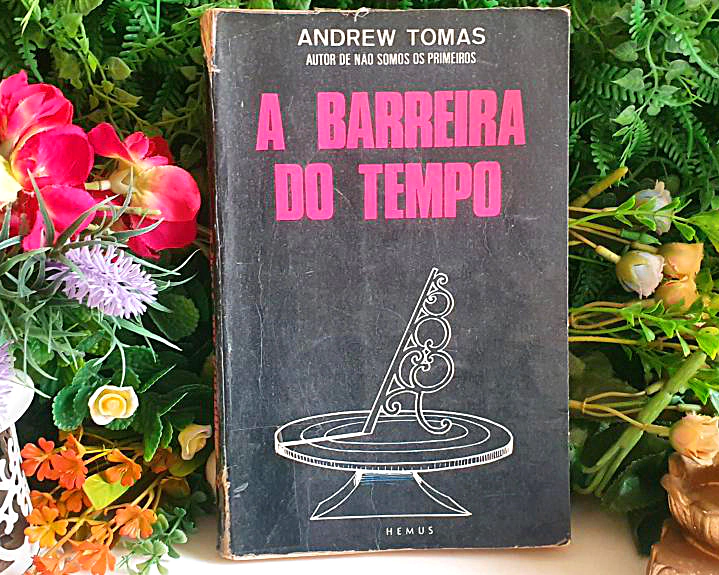 ANDREW TOMAS
AUTOR DE NÃO SOMOS OS PRIMEIROS
A BARREIRA
DO TEMPO
HEMUS